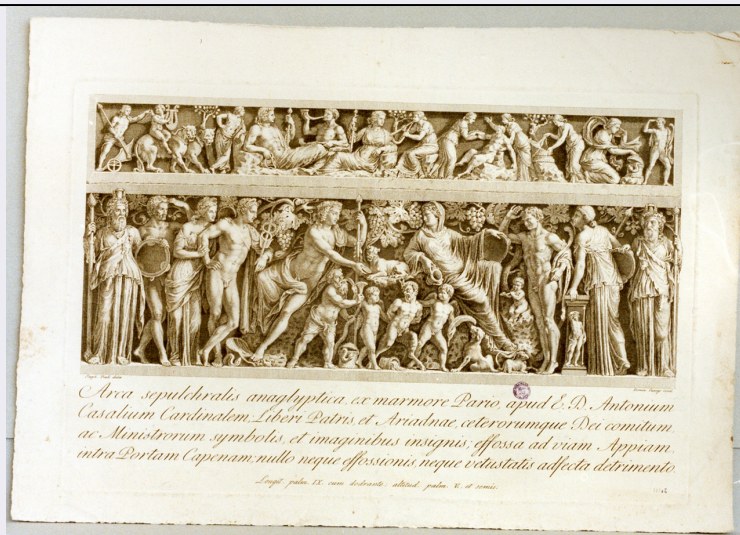 Arca sepulchralis anaglyptica, ex marmore Pario, apud E. D. Antonium
Casalium Cardinalem, Liberi Patris, et Ariadnae, ceterorumque Dei comitum
ac Ministrorum symbolis, et imaginibus insignis; effossa ad viam Appiam
intra Portam Capenam; nullo neque effossionis, neque vetustatis adfecta detrimento.
Longit. palm. IX. cum dodrante, altitud. palm. V. et semis.